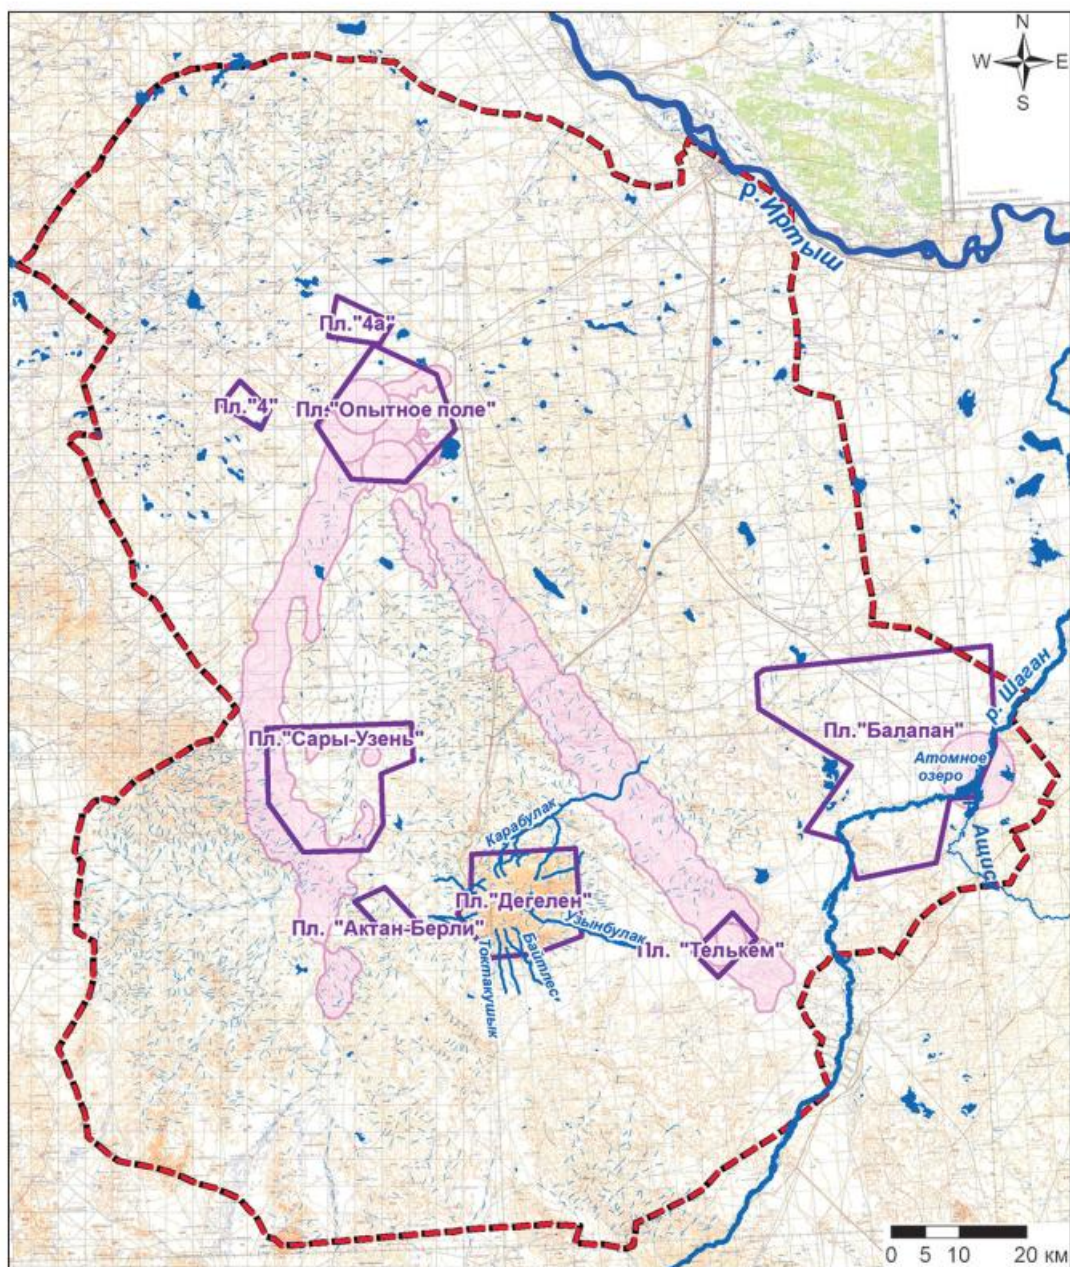 N
W E
S
р. Иртыш
Пл."4а"
Пл."4"
Пл."Опытное поле"
р. Шаган
Пл."Балапан"
Пл."Сары-Узень"
Атомное
озеро
Карабулак
Ащису
Пл."Дегелен"
Пл. "Актан-Берли"
Узынбулак
Пл. "Телькем"
Токтакушык
Байтлес
0 5 10 20 км